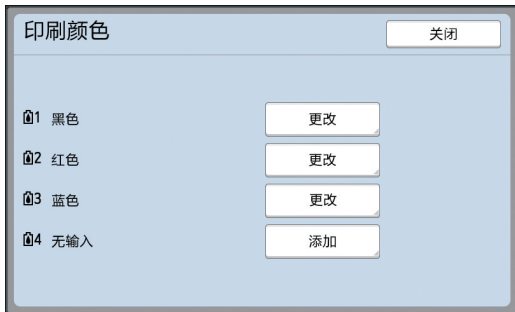 印刷颜色 关闭
1 黑色 更改
2 红色 更改
3 蓝色 更改
4 无输入 添加